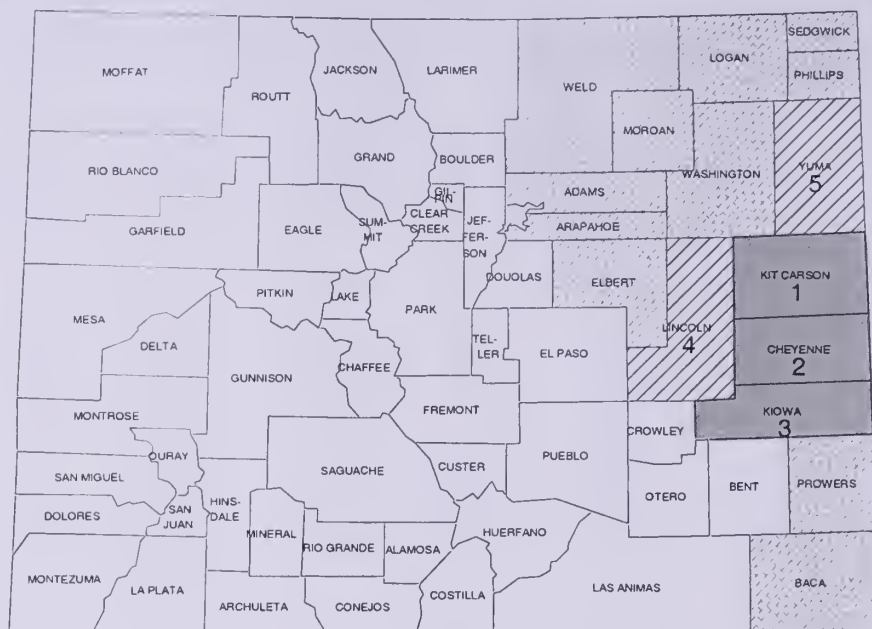 SEDGWICK
LOGAN
MOFFAT
JACKSON
LARIMER
PHILLIPS
ROUTT
WELD
MORGAN
GRAND
BOULDER
RIO BLANCO
WASHINGTON
YUMA
5
GIL-
PIN
ADAMS
GARFIELD
EAGLE
SUM-
MIT
CLEAR
CREEK
JEF-
FER-
SON
ARAPAHOE
KIT CARSON
1
DOUGLAS
ELBERT
PITKIN
LAKE
MESA
PARK
LINCOLN
4
DELTA
TEL-
LER
EL PASO
CHEYENNE
2
GUNNISON
CHAFFEE
MONTROSE
FREMONT
KIOWA
3
CROWLEY
OURAY
SAGUACHE
CUSTER
PUEBLO
SAN MIGUEL
HINS-
DALE
OTERO
BENT
PROWERS
DOLORES
SAN
JUAN
MINERAL
RIO GRANDE
ALAMOSA
HUERFANO
MONTEZUMA
LA PLATA
ARCHULETA
CONEJOS
COSTILLA
LAS ANIMAS
BACA